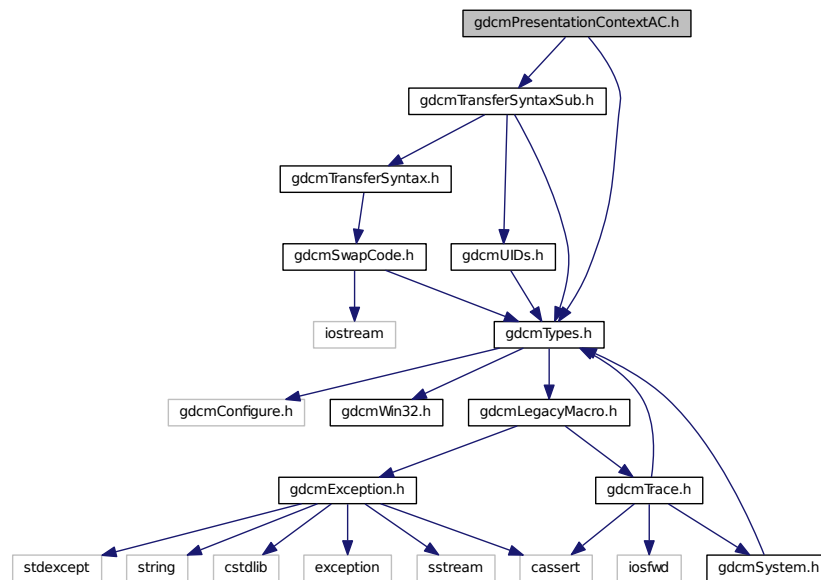 gdcmPresentationContextAC.h
gdcmTransferSyntaxSub.h
gdcmTransferSyntax.h
gdcmSwapCode.h
gdcmUIDs.h
iostream
gdcmTypes.h
gdcmConfigure.h
gdcmWin32.h
gdcmLegacyMacro.h
gdcmException.h
gdcmTrace.h
stdexcept
string
cstdlib
exception
sstream
cassert
iosfwd
gdcmSystem.h